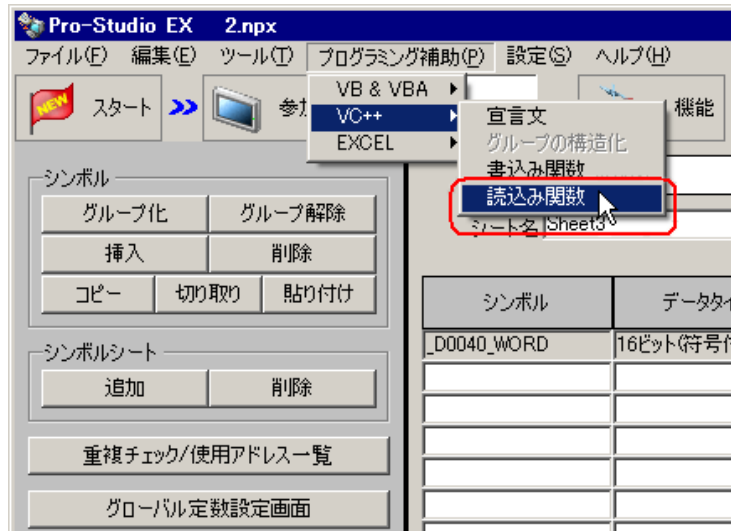 Pro-Studio EX 2.npx
ファイル(F) 編集(E) ツール(T) プログラミング補助(P) 設定(S) ヘルプ(H)
NEW スタート 機能
VB & VBA
VC++
EXCEL
宣言文
グループの構造化
書込み関数
読込み関数
シート名 Sheet3
シンボル
グループ化 グループ解除
挿入 削除
コピー 切り取り 貼り付け
シンボルシート
追加 削除
重複チェック/使用アドレス一覧
グローバル定数設定画面
シンボル データタイ
_D0040_WORD 16ビット(符号付